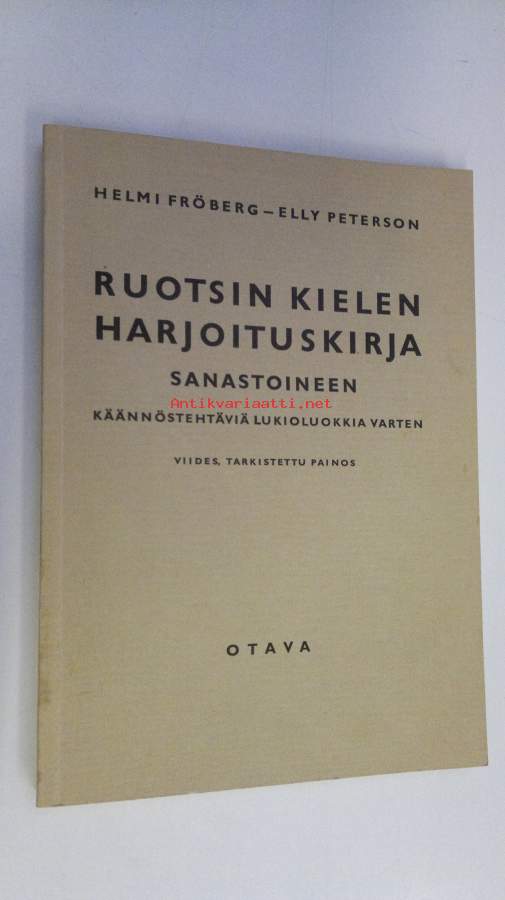 HELMI FRÖBERG – ELLY PETERSON
RUOTSIN KIELEN
HARJOITUSKIRJA
SANASTOINEEN
Antikvariaatti.net
KÄÄNNÖSTEHTÄVIÄ LUKIOLUOKKIA VARTEN
VIIDES, TARKISTETTU PAINOS
OTAVA